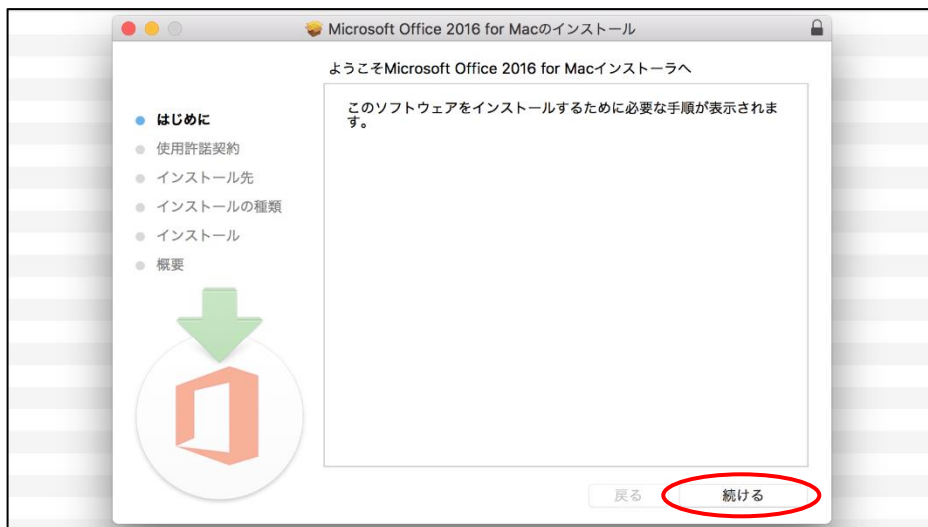 Microsoft Office 2016 for Macのインストール
ようこそMicrosoft Office 2016 for Macインストーラへ
はじめに
使用許諾契約
インストール先
インストールの種類
インストール
概要
このソフトウェアをインストールするために必要な手順が表示されま
す。
戻る
続ける